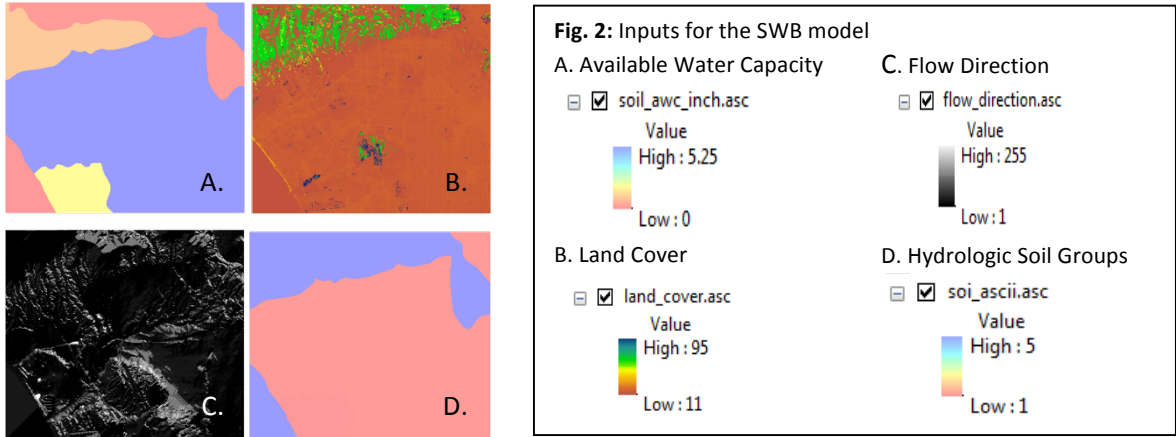 A.
B.
C.
D.
Fig. 2: Inputs for the SWB model
A. Available Water Capacity
soil_awc_inch.asc
Value
High : 5.25
Low : 0
C. Flow Direction
flow_direction.asc
Value
High : 255
Low : 1
B. Land Cover
land_cover.asc
Value
High : 95
Low : 11
D. Hydrologic Soil Groups
soi_ascii.asc
Value
High : 5
Low : 1